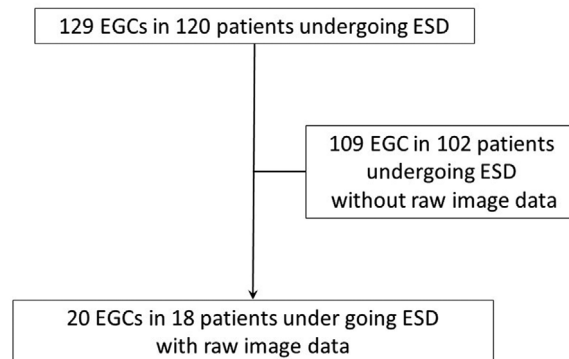 129 EGCs in 120 patients undergoing ESD
109 EGC in 102 patients
undergoing ESD
without raw image data
20 EGCs in 18 patients under going ESD
with raw image data